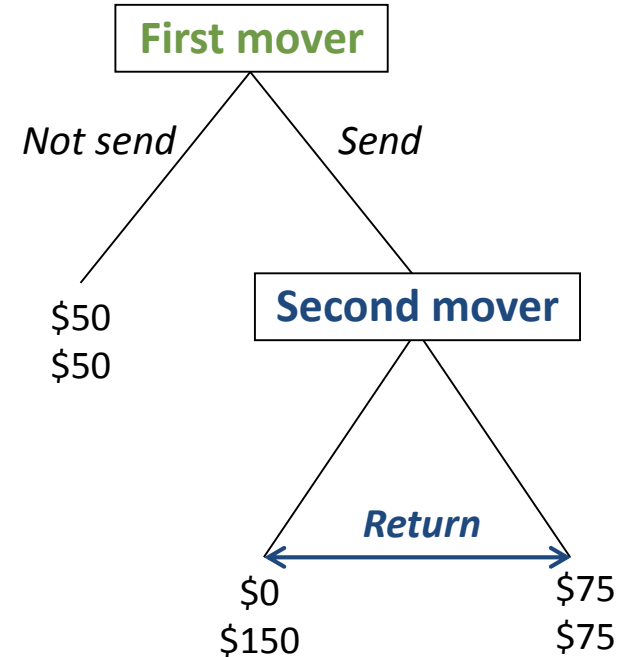 First mover
Not send
Send
$50
$50
Second mover
Return
$0
$150
$75
$75